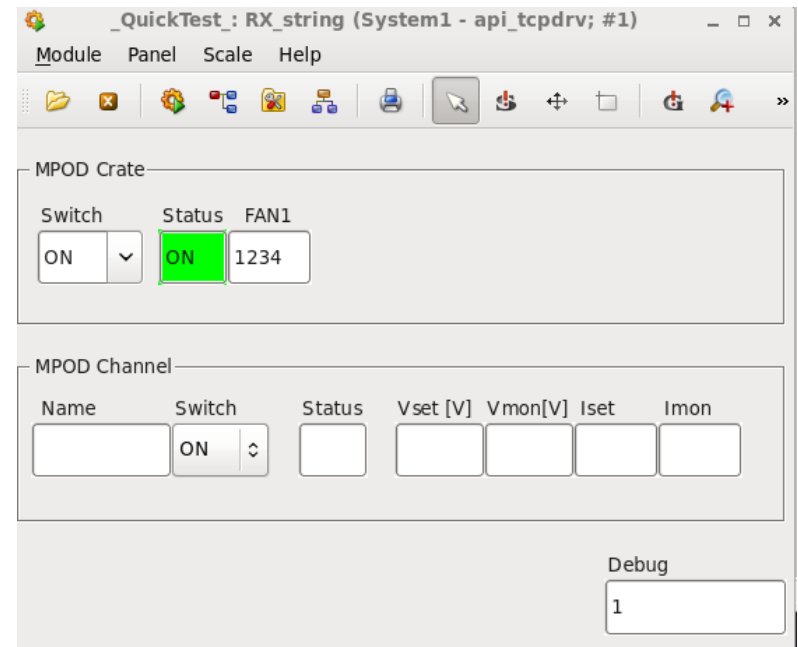 _QuickTest_: RX_string (System1 - api_tcpdrv; #1)
Module Panel Scale Help
»
MPOD Crate
Switch Status FAN1
ON ON 1234
MPOD Channel
Name Switch Status Vset [V] Vmon[V] Iset Imon
ON
Debug
1